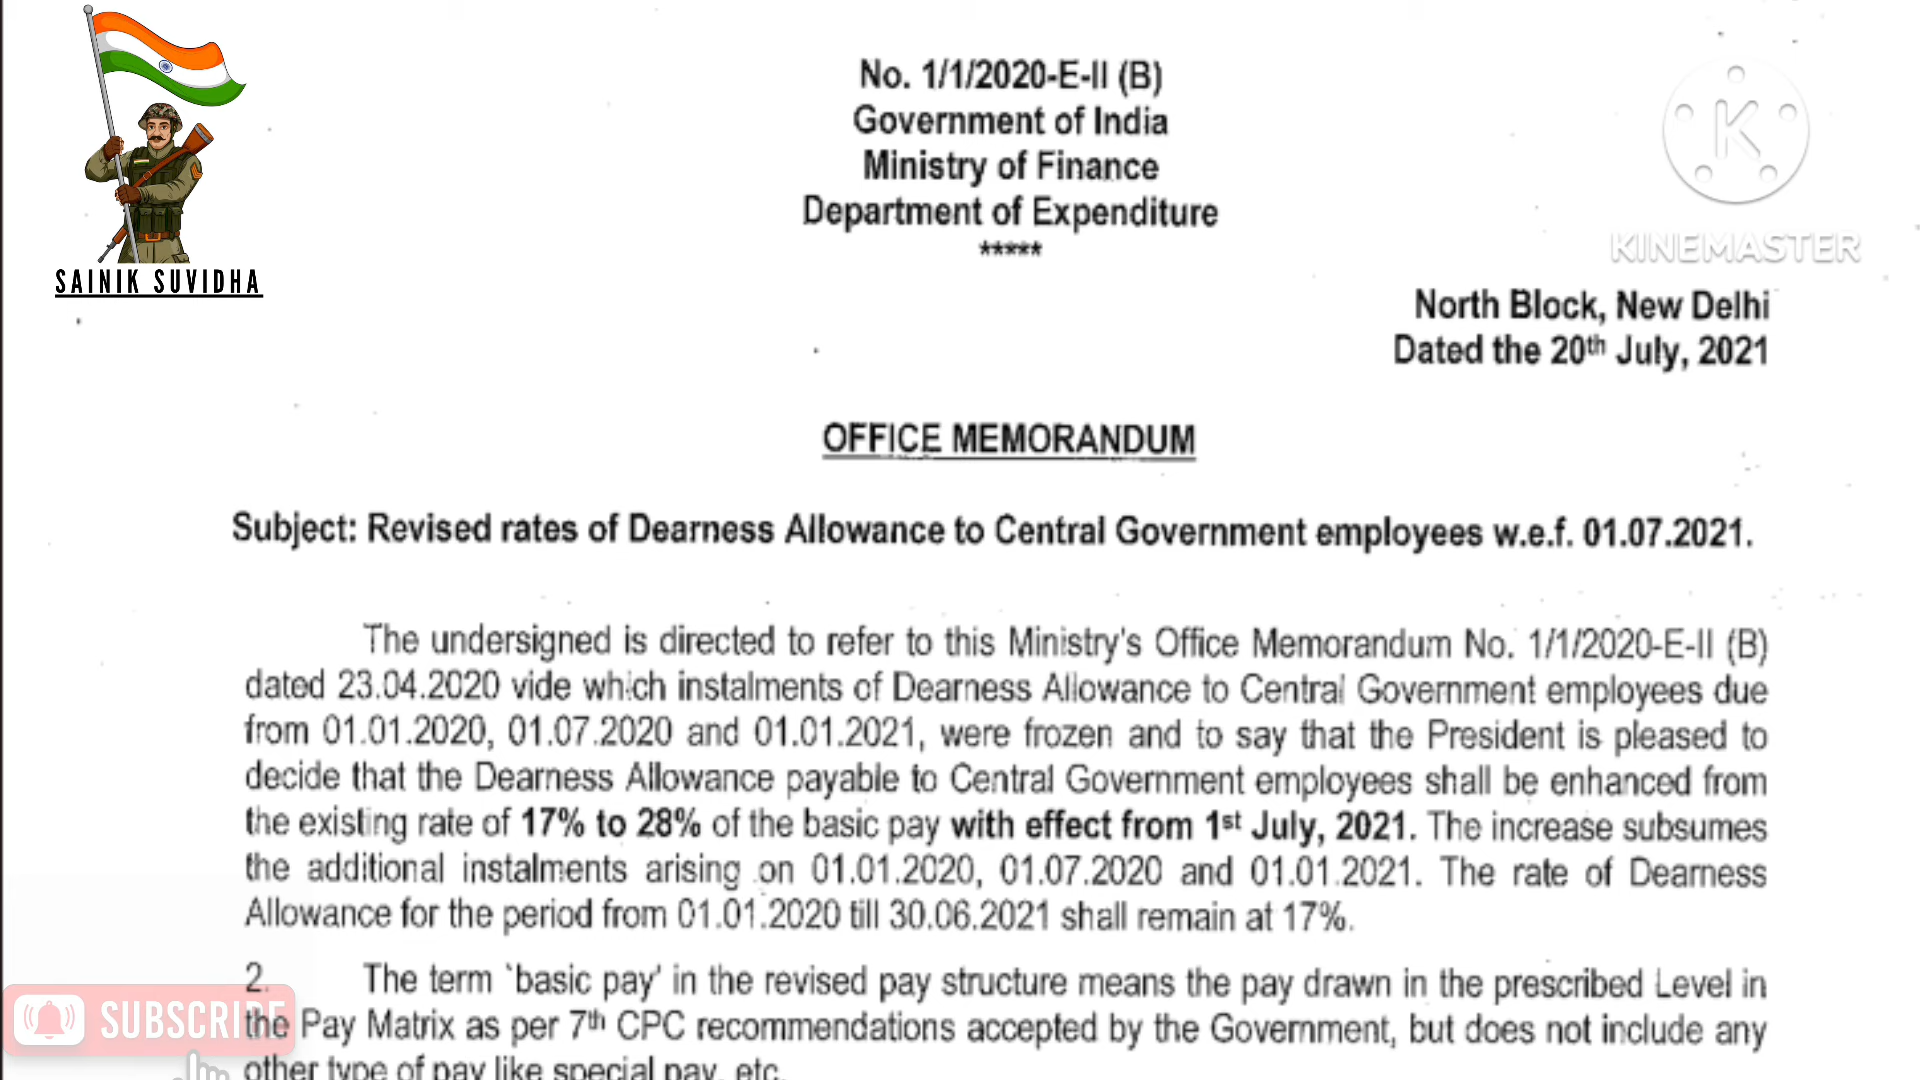 No. 1/1/2020-E-II (B)
Government of India
Ministry of Finance
Department of Expenditure
*****
K
KINEMASTER
SAINIK SUVIDHA
North Block, New Delhi
Dated the 20th July, 2021
OFFICE MEMORANDUM
Subject: Revised rates of Dearness Allowance to Central Government employees w.e.f. 01.07.2021.
The undersigned is directed to refer to this Ministry's Office Memorandum No. 1/1/2020-E-II (B)
dated 23.04.2020 vide which instalments of Dearness Allowance to Central Government employees due
from 01.01.2020, 01.07.2020 and 01.01.2021, were frozen and to say that the President is pleased to
decide that the Dearness Allowance payable to Central Government employees shall be enhanced from
the existing rate of 17% to 28% of the basic pay with effect from 1st July, 2021. The increase subsumes
the additional instalments arising on 01.01.2020, 01.07.2020 and 01.01.2021. The rate of Dearness
Allowance for the period from 01.01.2020 till 30.06.2021 shall remain at 17%.
2. The term `basic pay' in the revised pay structure means the pay drawn in the prescribed Level in
the Pay Matrix as per 7th CPC recommendations accepted by the Government, but does not include any
other type of pay like special pay, etc.
SUBSCRIBE